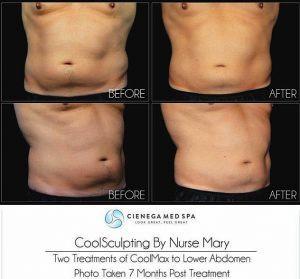 BEFORE
AFTER
BEFORE
AFTER
CIENEGA MED SPA
LOOK GREAT, FEEL GREAT
CoolSculpting By Nurse Mary
Two Treatments of CoolMax to Lower Abdomen
Photo Taken 7 Months Post Treatment